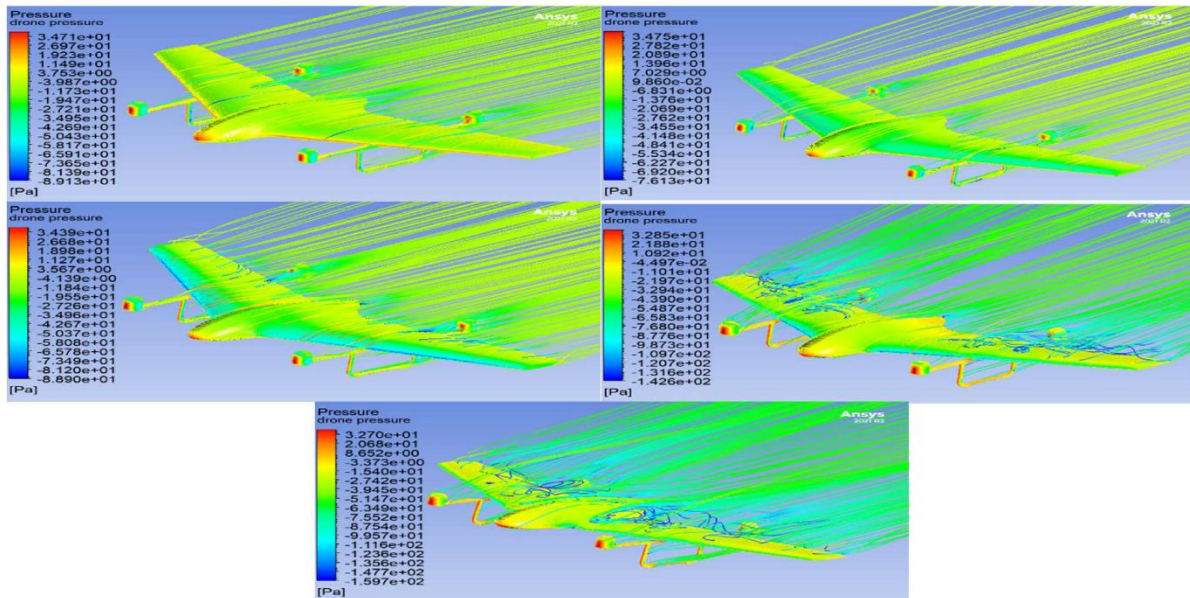 Pressure
drone pressure
3.471e+01
2.697e+01
1.923e+01
1.149e+01
3.753e+00
-3.987e+00
-1.173e+01
-1.947e+01
-2.721e+01
-3.495e+01
-4.269e+01
-5.043e+01
-5.817e+01
-6.591e+01
-7.365e+01
-8.139e+01
-8.913e+01
[Pa]
Ansys
2021 R2
Pressure
drone pressure
3.475e+01
2.782e+01
2.089e+01
1.396e+01
7.029e+00
9.860e-02
-6.831e+00
-1.376e+01
-2.069e+01
-2.762e+01
-3.455e+01
-4.148e+01
-4.841e+01
-5.534e+01
-6.227e+01
-6.920e+01
-7.613e+01
[Pa]
Ansys
2021 R2
Pressure
drone pressure
3.439e+01
2.668e+01
1.898e+01
1.127e+01
3.567e+00
-4.139e+00
-1.184e+01
-1.955e+01
-2.726e+01
-3.496e+01
-4.267e+01
-5.037e+01
-5.808e+01
-6.578e+01
-7.349e+01
-8.120e+01
-8.890e+01
[Pa]
Ansys
2021 R2
Pressure
drone pressure
3.285e+01
2.188e+01
1.092e+01
-4.497e-02
-1.101e+01
-2.197e+01
-3.294e+01
-4.390e+01
-5.487e+01
-6.583e+01
-7.680e+01
-8.776e+01
-9.873e+01
-1.097e+02
-1.207e+02
-1.316e+02
-1.426e+02
[Pa]
Ansys
2021 R2
Pressure
drone pressure
3.270e+01
2.068e+01
8.652e+00
-3.373e+00
-1.540e+01
-2.742e+01
-3.945e+01
-5.147e+01
-6.349e+01
-7.552e+01
-8.754e+01
-9.957e+01
-1.116e+02
-1.236e+02
-1.356e+02
-1.477e+02
-1.597e+02
[Pa]
Ansys
2021 R2